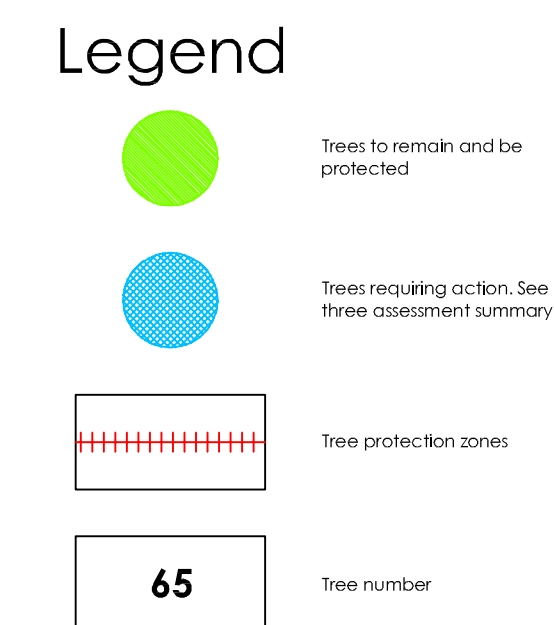 Legend
Trees to remain and be
protected
Trees requiring action. See
three assessment summary
Tree protection zones
65
Tree number